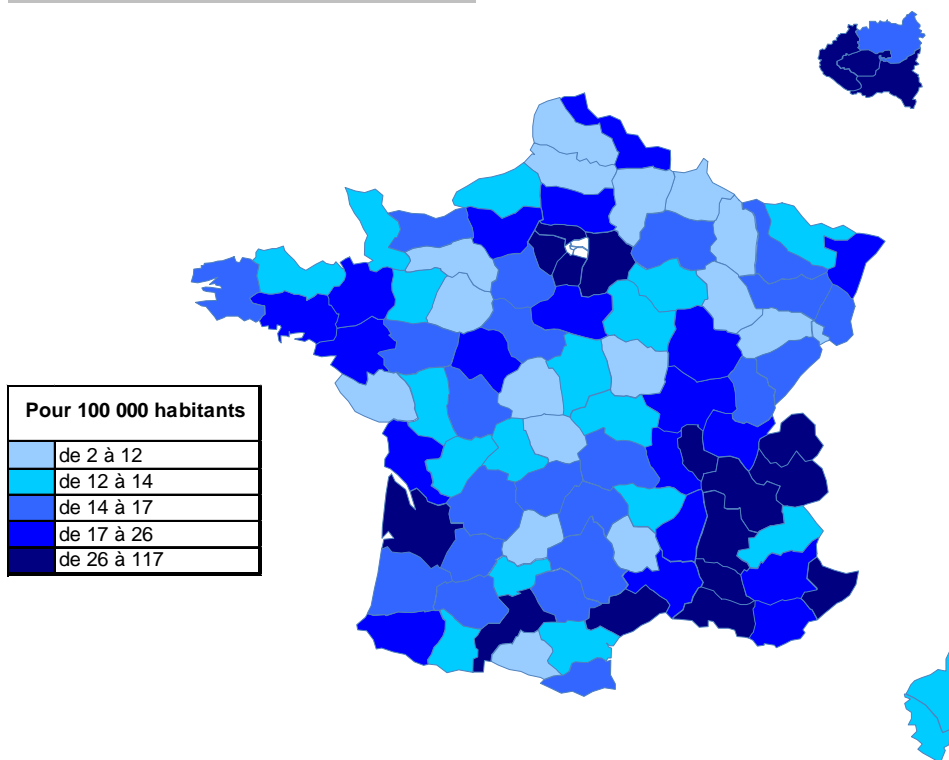 Pour 100 000 habitants
de 2 à 12
de 12 à 14
de 14 à 17
de 17 à 26
de 26 à 117